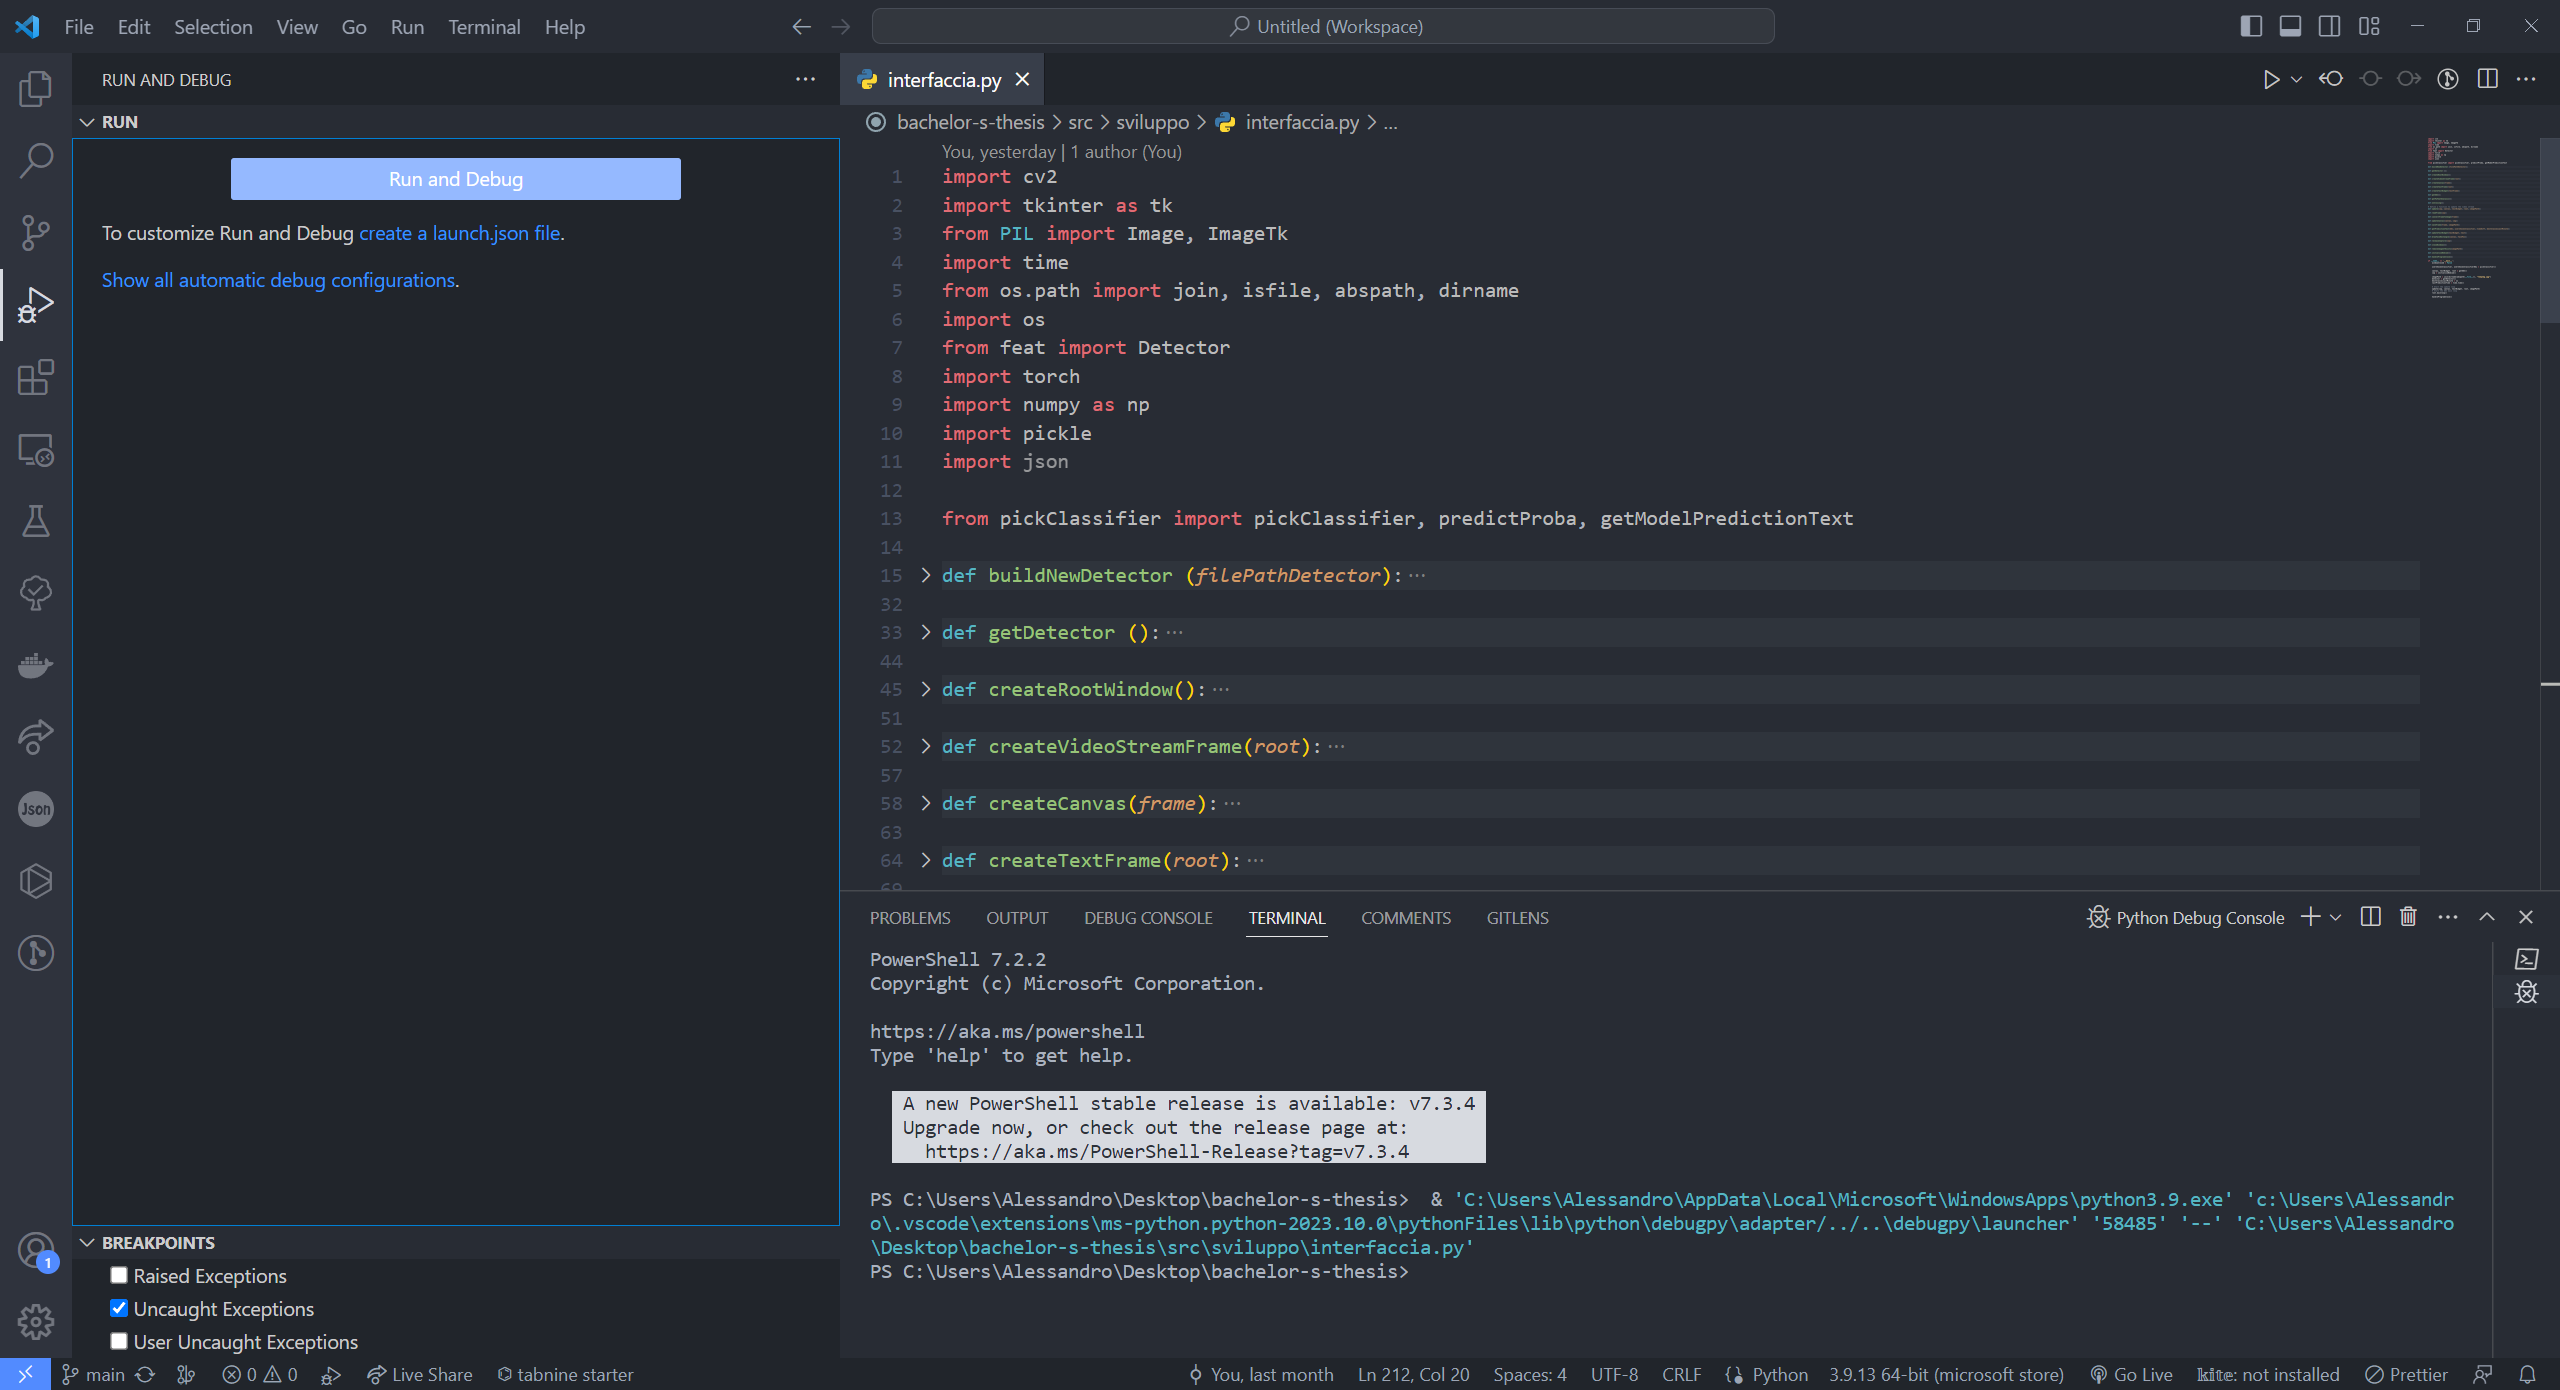 File Edit Selection View Go Run Terminal Help
Untitled (Workspace)
RUN AND DEBUG
RUN
Run and Debug
To customize Run and Debug create a launch.json file.
Show all automatic debug configurations.
Json
BREAKPOINTS
Raised Exceptions
Uncaught Exceptions
User Uncaught Exceptions
1
interfaccia.py
bachelor-s-thesis > src > sviluppo > interfaccia.py > ...
You, yesterday | 1 author (You)
1 import cv2
2 import tkinter as tk
3 from PIL import Image, ImageTk
4 import time
5 from os.path import join, isfile, abspath, dirname
6 import os
7 from feat import Detector
8 import torch
9 import numpy as np
10 import pickle
11 import json
12
13 from pickClassifier import pickClassifier, predictProba, getModelPredictionText
14
15 > def buildNewDetector (filePathDetector):···
32
33 > def getDetector ():···
44
45 > def createRootWindow():···
51
52 > def createVideoStreamFrame(root):···
57
58 > def createCanvas(frame):···
63
64 > def createTextFrame(root):···
69
PROBLEMS OUTPUT DEBUG CONSOLE TERMINAL COMMENTS GITLENS
Python Debug Console
PowerShell 7.2.2
Copyright (c) Microsoft Corporation.
https://aka.ms/powershell
Type 'help' to get help.
A new PowerShell stable release is available: v7.3.4
Upgrade now, or check out the release page at:
https://aka.ms/PowerShell-Release?tag=v7.3.4
PS C:\Users\Alessandro\Desktop\bachelor-s-thesis>  & 'C:\Users\Alessandro\AppData\Local\Microsoft\WindowsApps\python3.9.exe' 'c:\Users\Alessandr
o\.vscode\extensions\ms-python.python-2023.10.0\pythonFiles\lib\python\debugpy\adapter/../..\debugpy\launcher' '58485' '--' 'C:\Users\Alessandro
\Desktop\bachelor-s-thesis\src\sviluppo\interfaccia.py'
PS C:\Users\Alessandro\Desktop\bachelor-s-thesis>
main 0 0 Live Share tabnine starter You, last month Ln 212, Col 20 Spaces: 4 UTF-8 CRLF Python 3.9.13 64-bit (microsoft store) Go Live kite: not installed Prettier